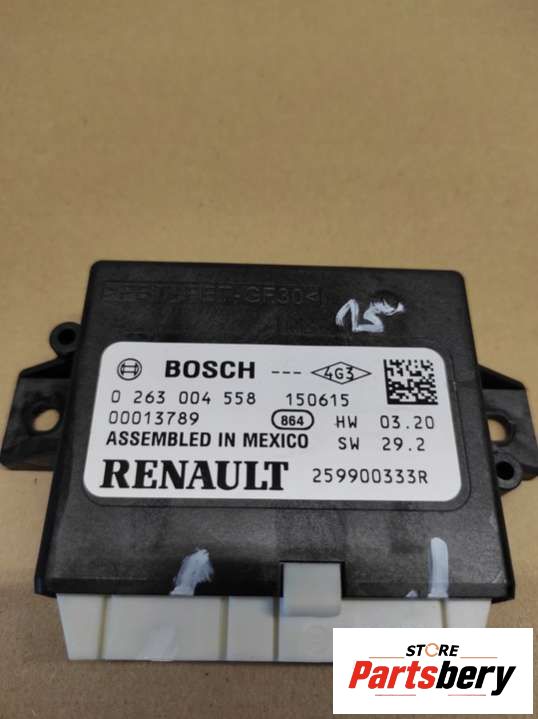 15
BOSCH --- 4G3
0 263 004 558 150615
00013789 864 HW 03.20
ASSEMBLED IN MEXICO SW 29.2
RENAULT 259900333R
STORE
Partsbery